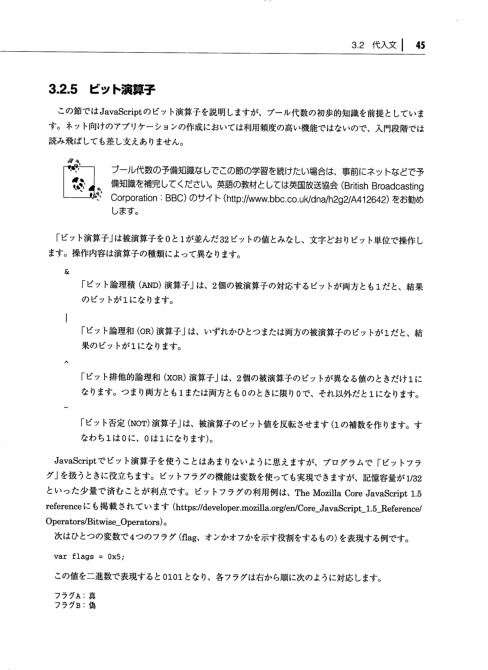 3.2 代入文 | 45
3.2.5 ビット演算子
この節ではJavaScriptのビット演算子を説明しますが、ブール代数の初歩的知識を前提としていま
す。ネット向けのアプリケーションの作成においては利用頻度の高い機能ではないので、入門段階では
読み飛ばしても差し支えありません。
ブール代数の予備知識なしでこの節の学習を続けたい場合は、事前にネットなどで予
備知識を補完してください。英語の教材としては英国放送協会（British Broadcasting
Corporation：BBC）のサイト（http://www.bbc.co.uk/dna/h2g2/A412642）をお勧め
します。
「ビット演算子」は被演算子を0と1が並んだ32ビットの値とみなし、文字どおりビット単位で操作し
ます。操作内容は演算子の種類によって異なります。
&
「ビット論理積（AND）演算子」は、2個の被演算子の対応するビットが両方とも1だと、結果
のビットが1になります。
|
「ビット論理和（OR）演算子」は、いずれかひとつまたは両方の被演算子のビットが1だと、結
果のビットが1になります。
^
「ビット排他的論理和（XOR）演算子」は、2個の被演算子のビットが異なる値のときだけ1に
なります。つまり両方とも1または両方とも0のときに限り0で、それ以外だと1になります。
~
「ビット否定（NOT）演算子」は、被演算子のビット値を反転させます（1の補数を作ります。す
なわち1は0に、0は1になります）。
JavaScriptでビット演算子を使うことはあまりないように思えますが、プログラムで「ビットフラ
グ」を扱うときに役立ちます。ビットフラグの機能は変数を使っても実現できますが、記憶容量が1/32
といった少量で済むことが利点です。ビットフラグの利用例は、The Mozilla Core JavaScript 1.5
referenceにも掲載されています（https://developer.mozilla.org/en/Core_JavaScript_1.5_Reference/
Operators/Bitwise_Operators）。
次はひとつの変数で4つのフラグ（flag、オンかオフかを示す役割をするもの）を表現する例です。
var flags = 0x5;
この値を二進数で表現すると0101となり、各フラグは右から順に次のように対応します。
フラグA：真
フラグB：偽